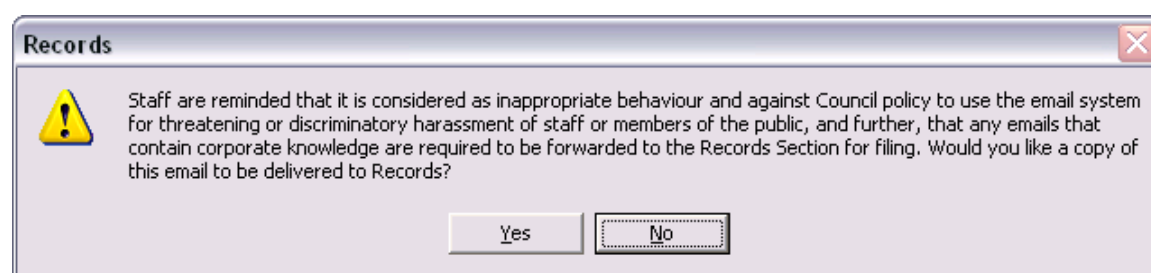 Records
Staff are reminded that it is considered as inappropriate behaviour and against Council policy to use the email system
for threatening or discriminatory harassment of staff or members of the public, and further, that any emails that
contain corporate knowledge are required to be forwarded to the Records Section for filing. Would you like a copy of
this email to be delivered to Records?
Yes No